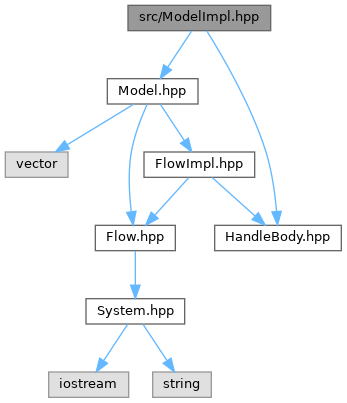 src/ModelImpl.hpp
Model.hpp
vector
FlowImpl.hpp
Flow.hpp
HandleBody.hpp
System.hpp
iostream
string